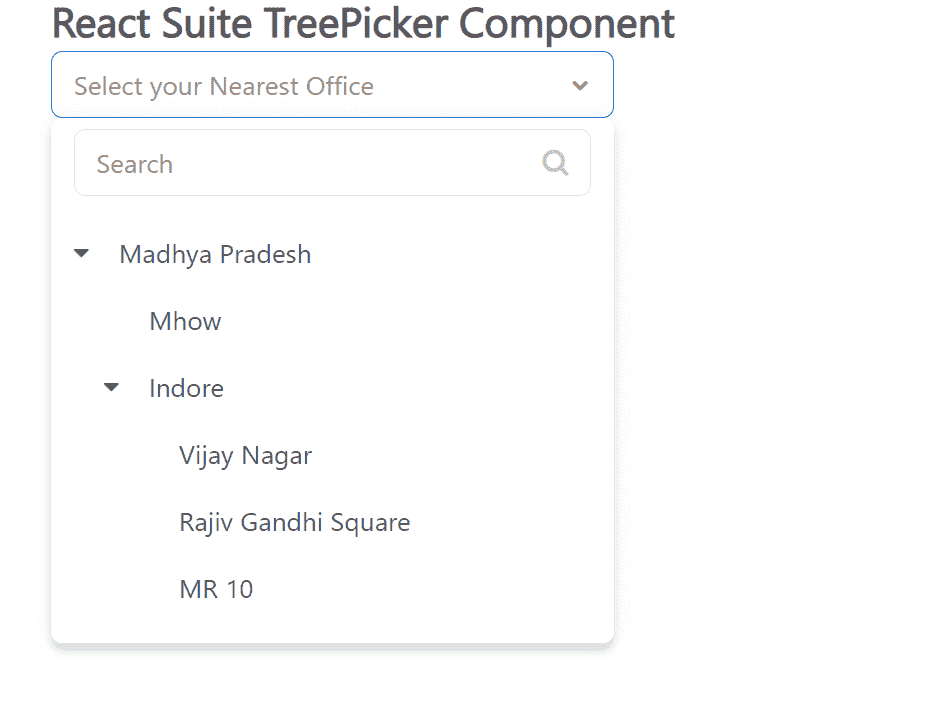 React Suite TreePicker Component
Select your Nearest Office
Search
Madhya Pradesh
Mhow
Indore
Vijay Nagar
Rajiv Gandhi Square
MR 10